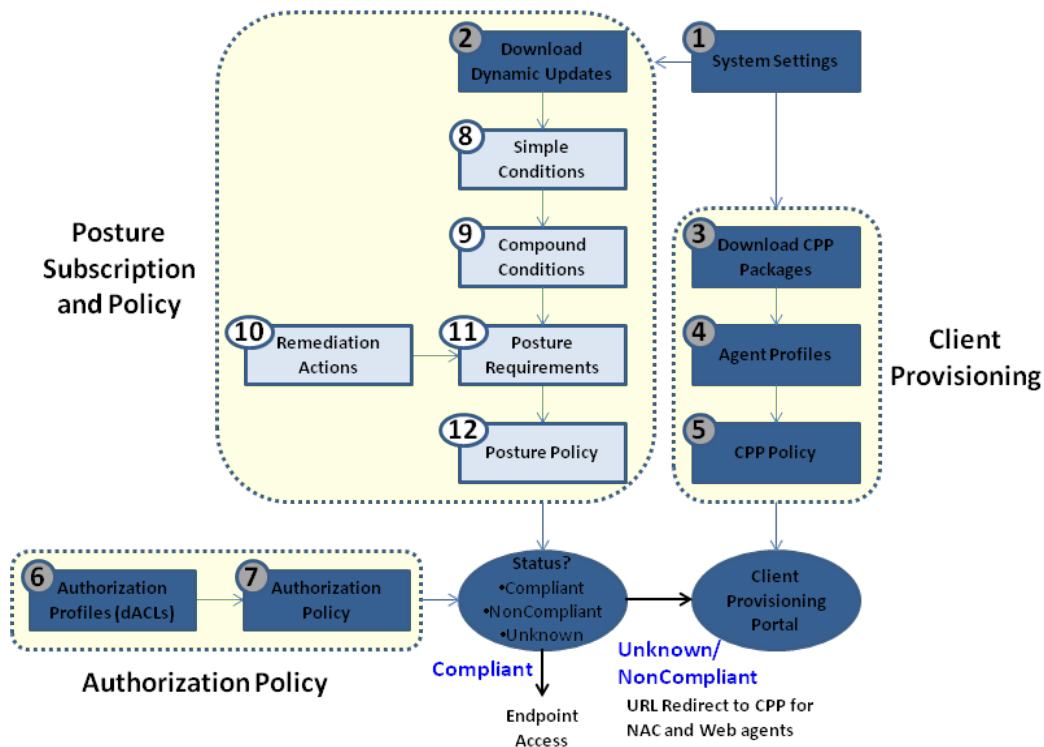 2
Download
Dynamic Updates
1
System Settings
8
Simple
Conditions
Posture
Subscription
and Policy
9
Compound
Conditions
3
Download CPP
Packages
10
Remediation
Actions
11
Posture
Requirements
4
Agent Profiles
Client
Provisioning
12
Posture Policy
5
CPP Policy
6
Authorization
Profiles (dACLs)
7
Authorization
Policy
Status?
•Compliant
•NonCompliant
•Unknown
Client
Provisioning
Portal
Authorization Policy
Compliant
Unknown/
NonCompliant
Endpoint
Access
URL Redirect to CPP for
NAC and Web agents